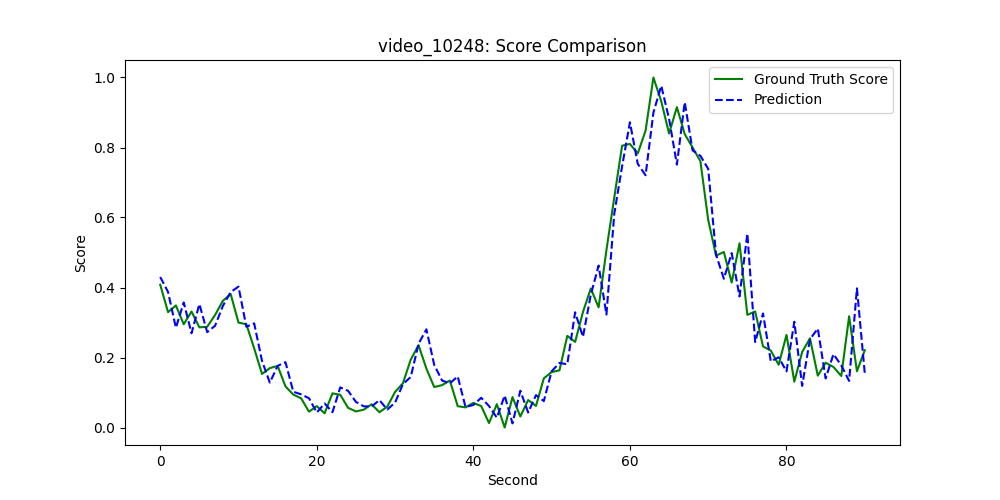 video_10248: Score Comparison
Ground Truth Score
Prediction
1.0
0.8
0.6
0.4
0.2
0.0
Score
0 20 40 60 80
Second